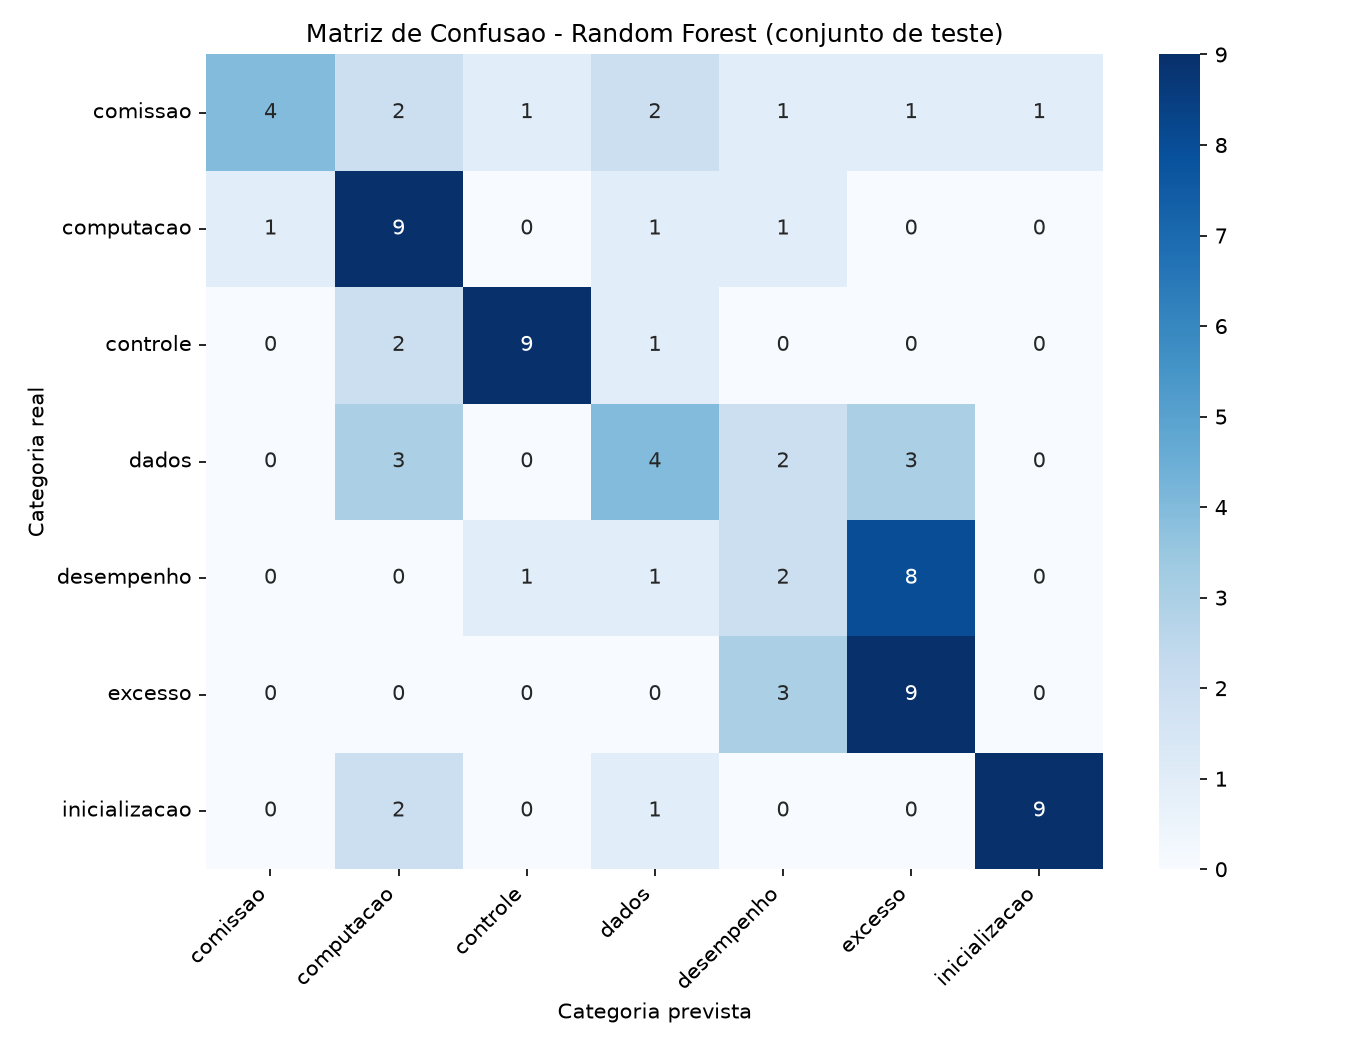 Matriz de Confusao - Random Forest (conjunto de teste)
comissao 4 2 1 2 1 1 1
computacao 1 9 0 1 1 0 0
controle 0 2 9 1 0 0 0
dados 0 3 0 4 2 3 0
desempenho 0 0 1 1 2 8 0
excesso 0 0 0 0 3 9 0
inicializacao 0 2 0 1 0 0 9
Categoria real
comissao computacao controle dados desempenho excesso inicializacao
Categoria prevista
9
8
7
6
5
4
3
2
1
0